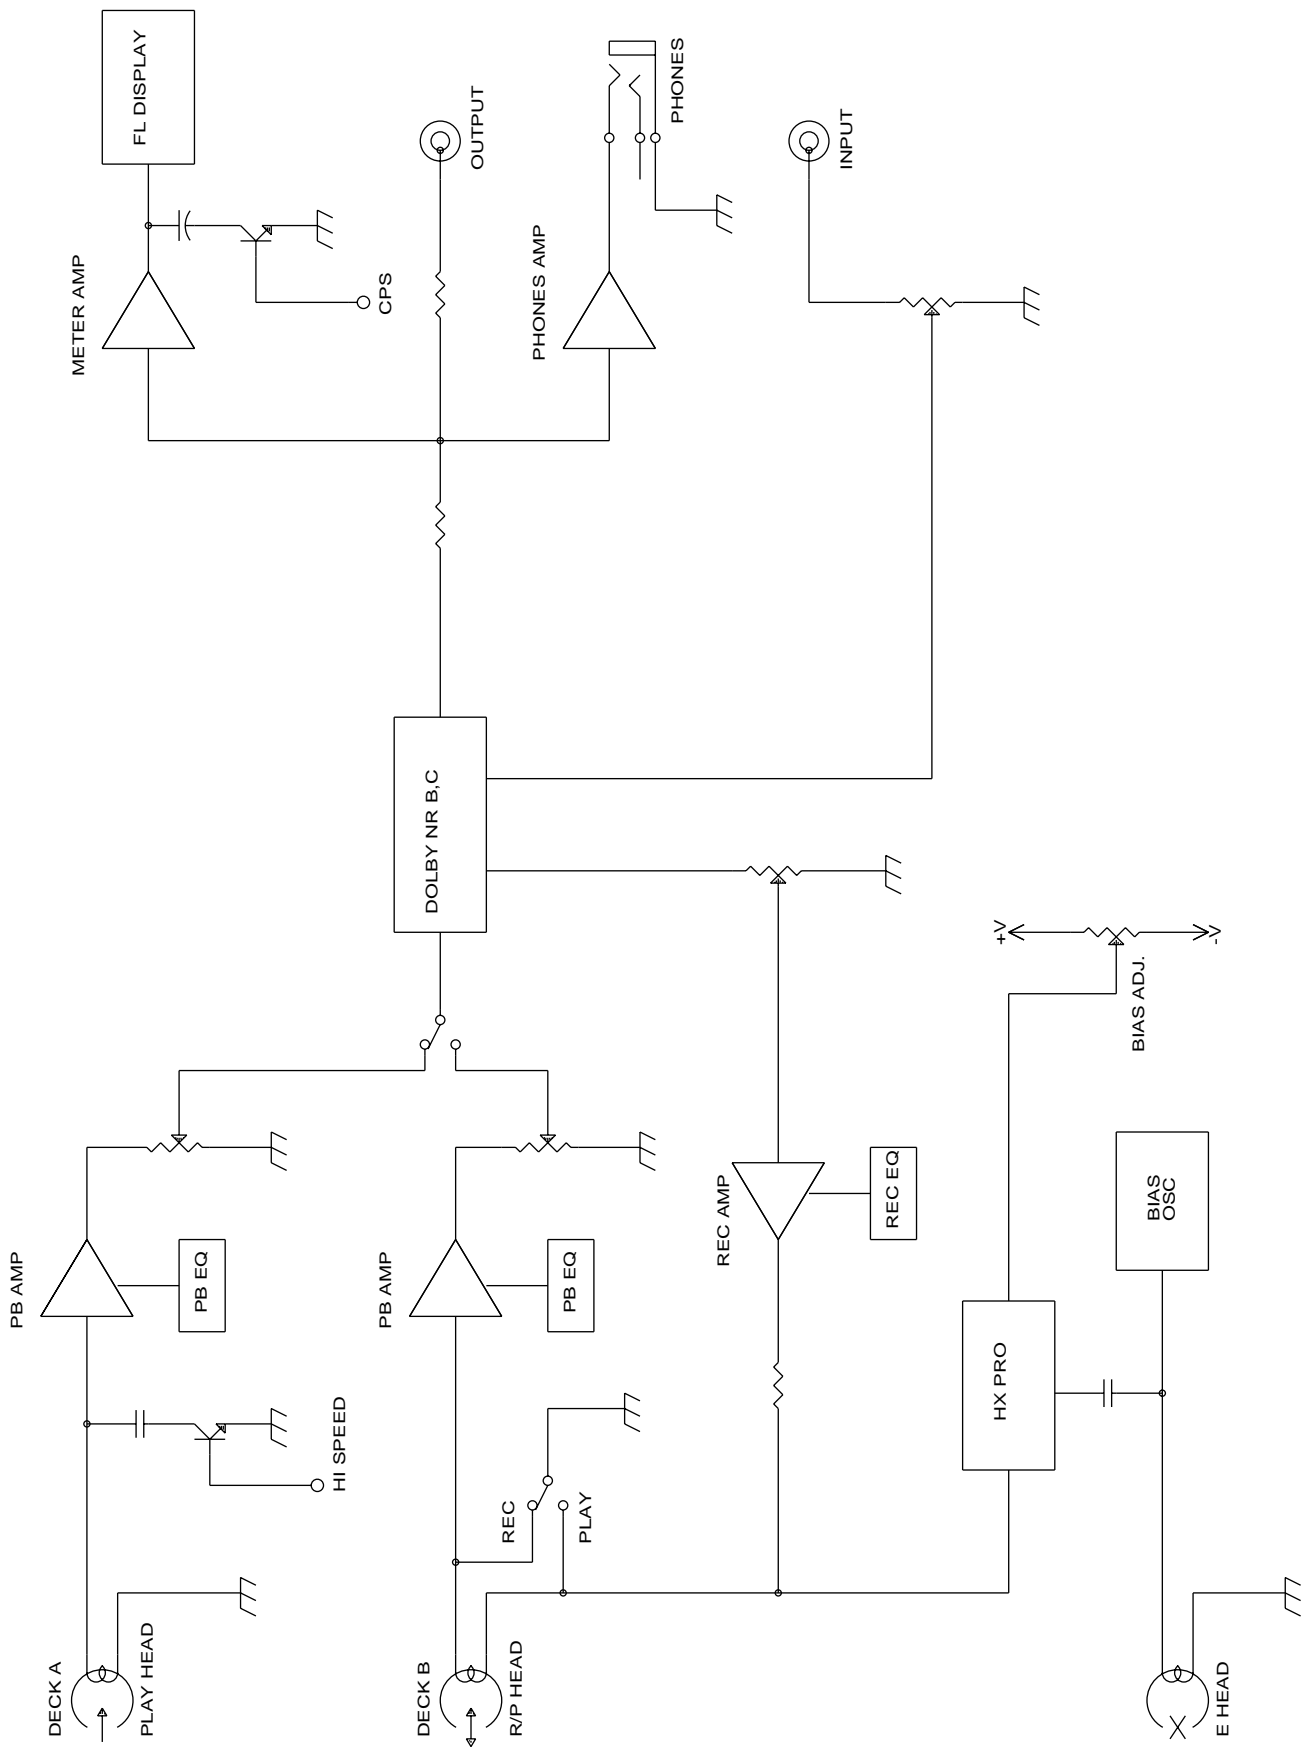 DECK A
PLAY HEAD
HI SPEED
PB AMP
PB EQ
METER AMP
CPS
FL DISPLAY
DECK B
R/P HEAD
REC
PLAY
PB AMP
PB EQ
DOLBY NR B,C
OUTPUT
PHONES AMP
PHONES
REC AMP
REC EQ
INPUT
HX PRO
+V
-V
BIAS ADJ.
BIAS
OSC
E HEAD